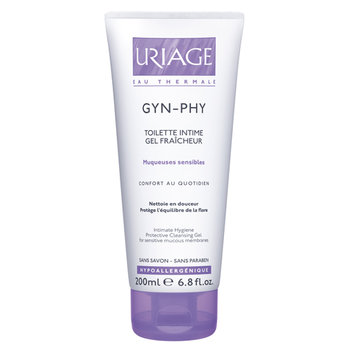 URIAGE
EAU THERMALE
GYN-PHY
TOILETTE INTIME
GEL FRAÎCHEUR
Muqueuses sensibles
CONFORT AU QUOTIDIEN
Nettoie en douceur
Protège l'équilibre de la flore
Intimate Hygiene
Protective Cleansing Gel
for sensitive mucous membranes
SANS SAVON - SANS PARABEN
HYPOALLERGÉNIQUE
200ml e 6.8 fl.oz.